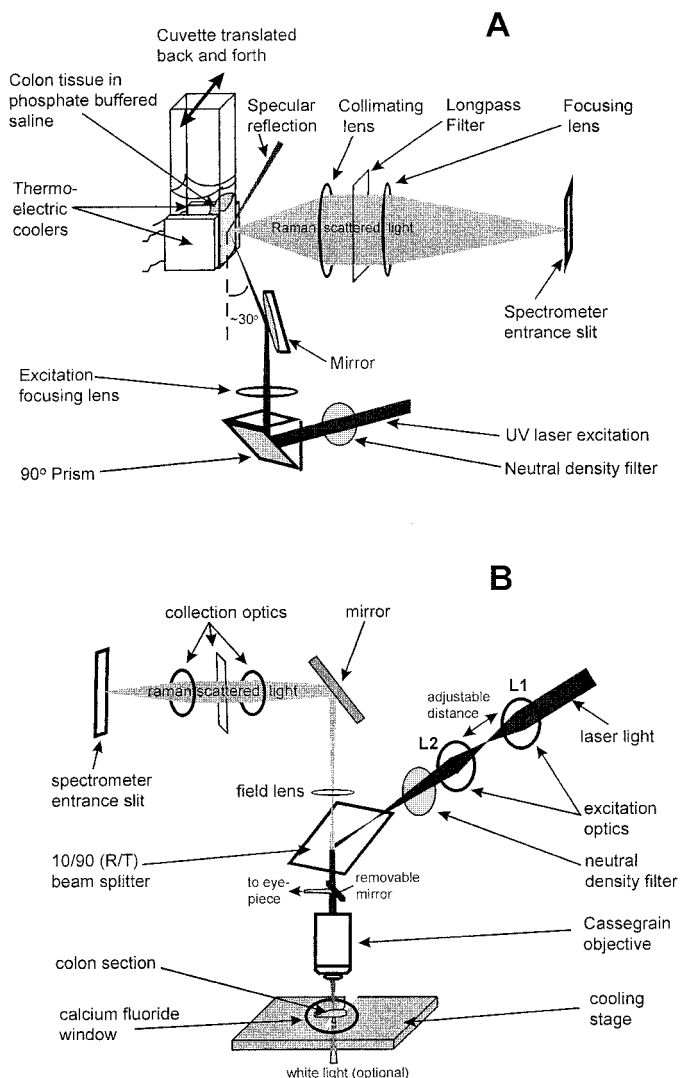 A
Cuvette translated
back and forth
Colon tissue in
phosphate buffered
saline
Specular
reflection
Collimating
lens
Longpass
Filter
Focusing
lens
Thermo-
electric
coolers
Raman scattered light
~30°
Spectrometer
entrance slit
Mirror
Excitation
focusing lens
UV laser excitation
90° Prism
Neutral density filter
B
collection optics
mirror
L1
adjustable
distance
raman scattered light
laser light
L2
spectrometer
entrance slit
field lens
excitation
optics
10/90 (R/T)
beam splitter
neutral
density filter
to eye-
piece
removable
mirror
Cassegrain
objective
colon section
cooling
stage
calcium fluoride
window
white light (optional)